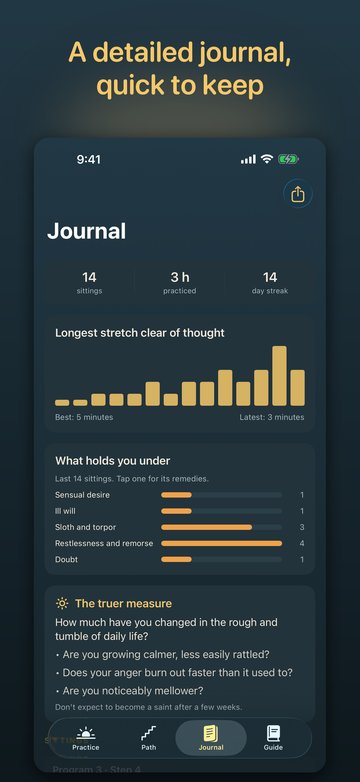 A detailed journal,
quick to keep
9:41
Journal
14
sittings
3 h
practiced
14
day streak
Longest stretch clear of thought
Best: 5 minutes
Latest: 3 minutes
What holds you under
Last 14 sittings. Tap one for its remedies.
Sensual desire 1
Ill will 1
Sloth and torpor 3
Restlessness and remorse 4
Doubt 1
The truer measure
How much have you changed in the rough and
tumble of daily life?
• Are you growing calmer, less easily rattled?
• Does your anger burn out faster than it used to?
• Are you noticeably mellower?
Don't expect to become a saint after a few weeks.
Practice
Path
Journal
Guide
Program 3 · Step 4